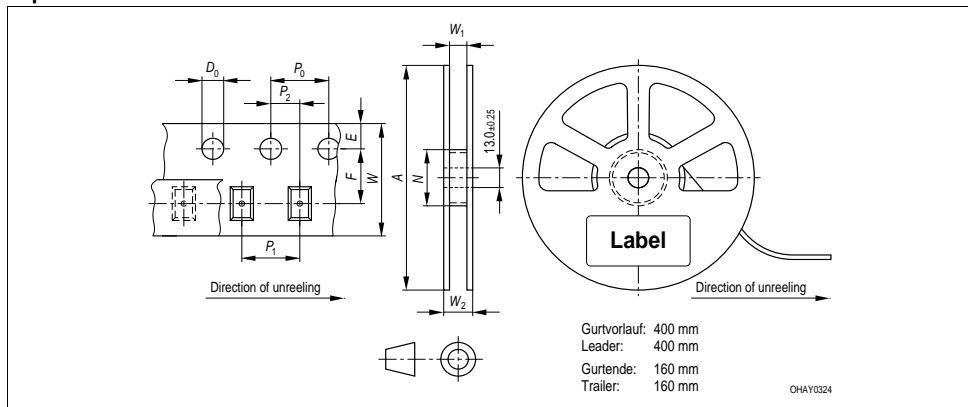 W1
D0
P0
P2
E
F
W
A
N
13.0±0.25
P1
W2
Label
Direction of unreeling
Direction of unreeling
Gurtvorlauf: 400 mm
Leader: 400 mm
Gurtende: 160 mm
Trailer: 160 mm
OHAY0324